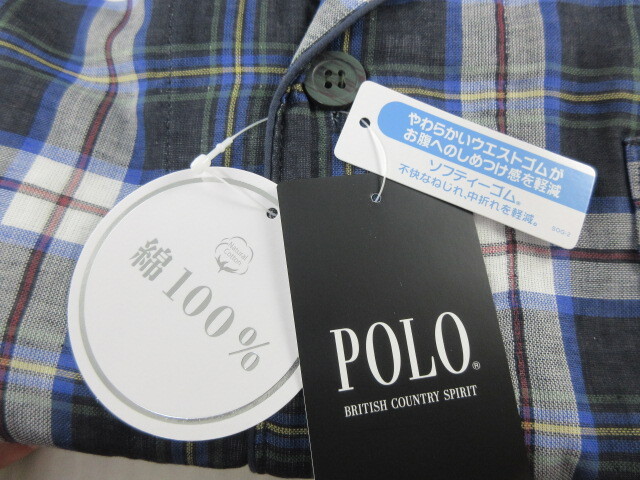 やわらかいウエストゴムが
お腹へのしめつけ感を軽減
ソフティーゴム。
不快なねじれ、中折れを軽減。
Natural
Cotton
綿100%
POLO®
BRITISH COUNTRY SPIRIT